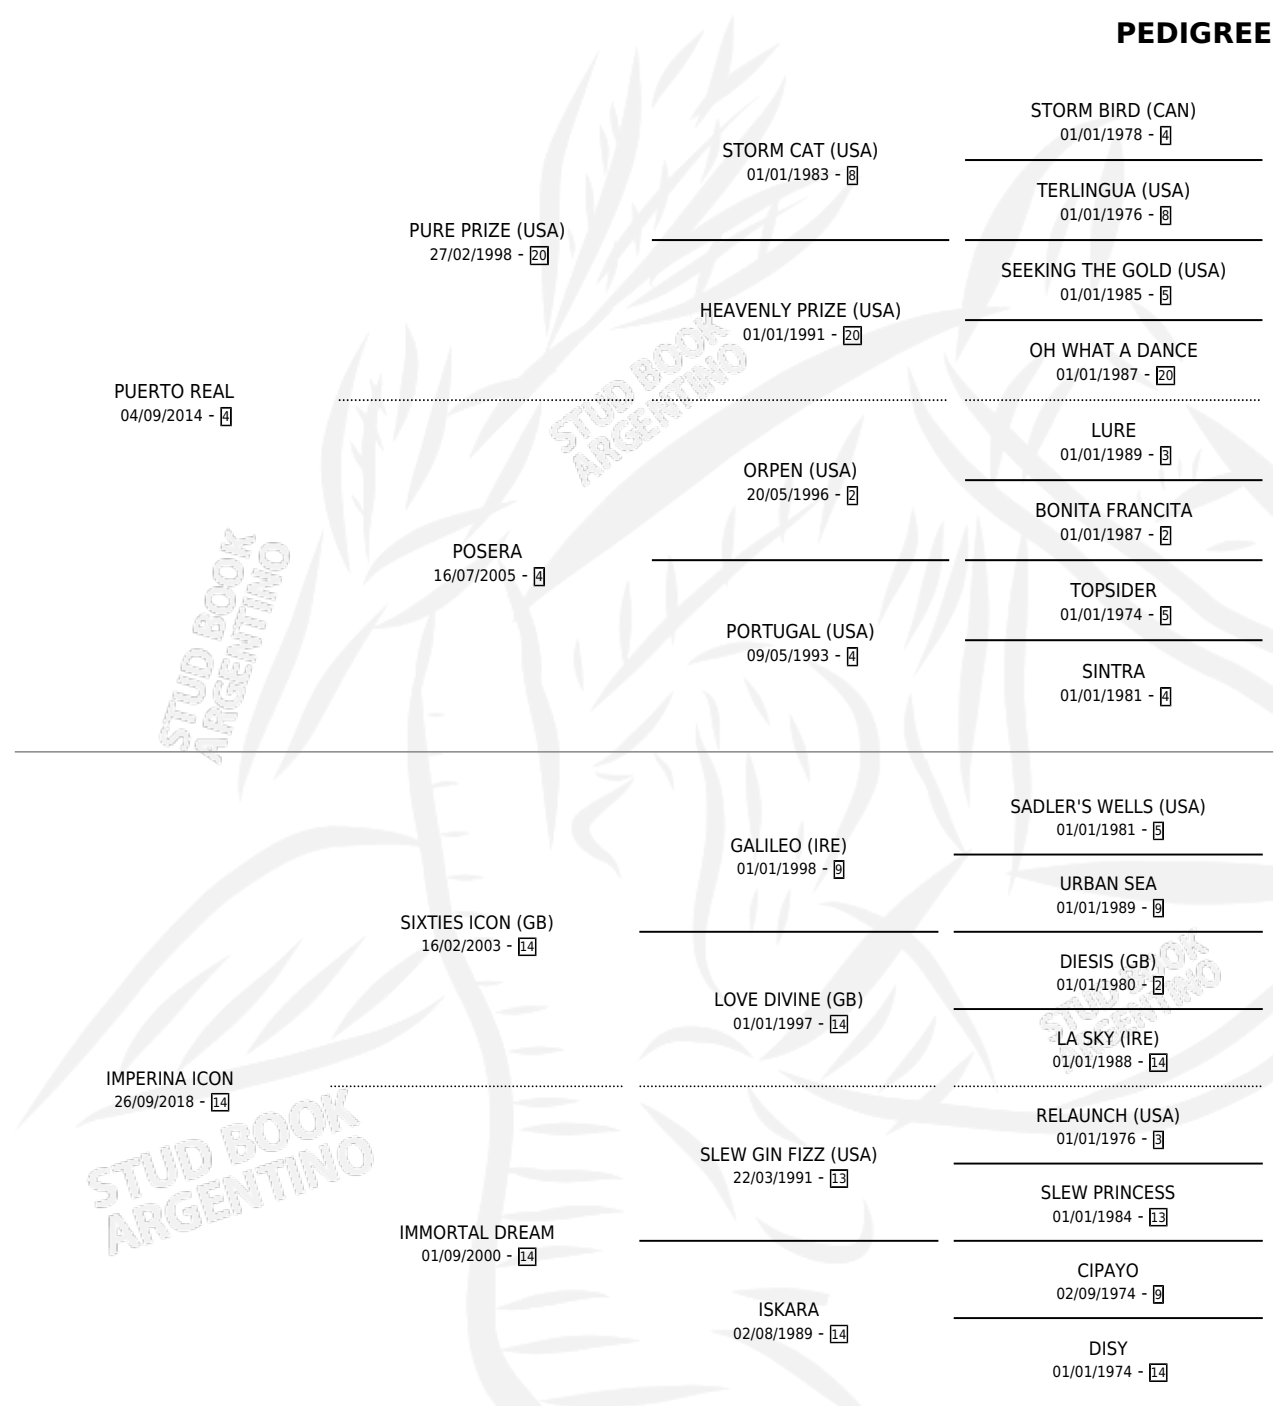 PEDIGREE
STORM BIRD (CAN)
01/01/1978 - 4
STORM CAT (USA)
01/01/1983 - 8
TERLINGUA (USA)
01/01/1976 - 8
PURE PRIZE (USA)
27/02/1998 - 20
SEEKING THE GOLD (USA)
01/01/1985 - 5
HEAVENLY PRIZE (USA)
01/01/1991 - 20
OH WHAT A DANCE
01/01/1987 - 20
PUERTO REAL
04/09/2014 - 4
LURE
01/01/1989 - 3
ORPEN (USA)
20/05/1996 - 2
BONITA FRANCITA
01/01/1987 - 2
POSERA
16/07/2005 - 4
TOPSIDER
01/01/1974 - 5
PORTUGAL (USA)
09/05/1993 - 4
SINTRA
01/01/1981 - 4
SADLER'S WELLS (USA)
01/01/1981 - 5
GALILEO (IRE)
01/01/1998 - 9
URBAN SEA
01/01/1989 - 9
SIXTIES ICON (GB)
16/02/2003 - 14
DIESIS (GB)
01/01/1980 - 2
LOVE DIVINE (GB)
01/01/1997 - 14
LA SKY (IRE)
01/01/1988 - 14
IMPERINA ICON
26/09/2018 - 14
RELAUNCH (USA)
01/01/1976 - 3
SLEW GIN FIZZ (USA)
22/03/1991 - 13
SLEW PRINCESS
01/01/1984 - 13
IMMORTAL DREAM
01/09/2000 - 14
CIPAYO
02/09/1974 - 9
ISKARA
02/08/1989 - 14
DISY
01/01/1974 - 14
STUD BOOK
ARGENTINO
STUD BOOK
ARGENTINO
STUD BOOK
ARGENTINO
STUD BOOK
ARGENTINO